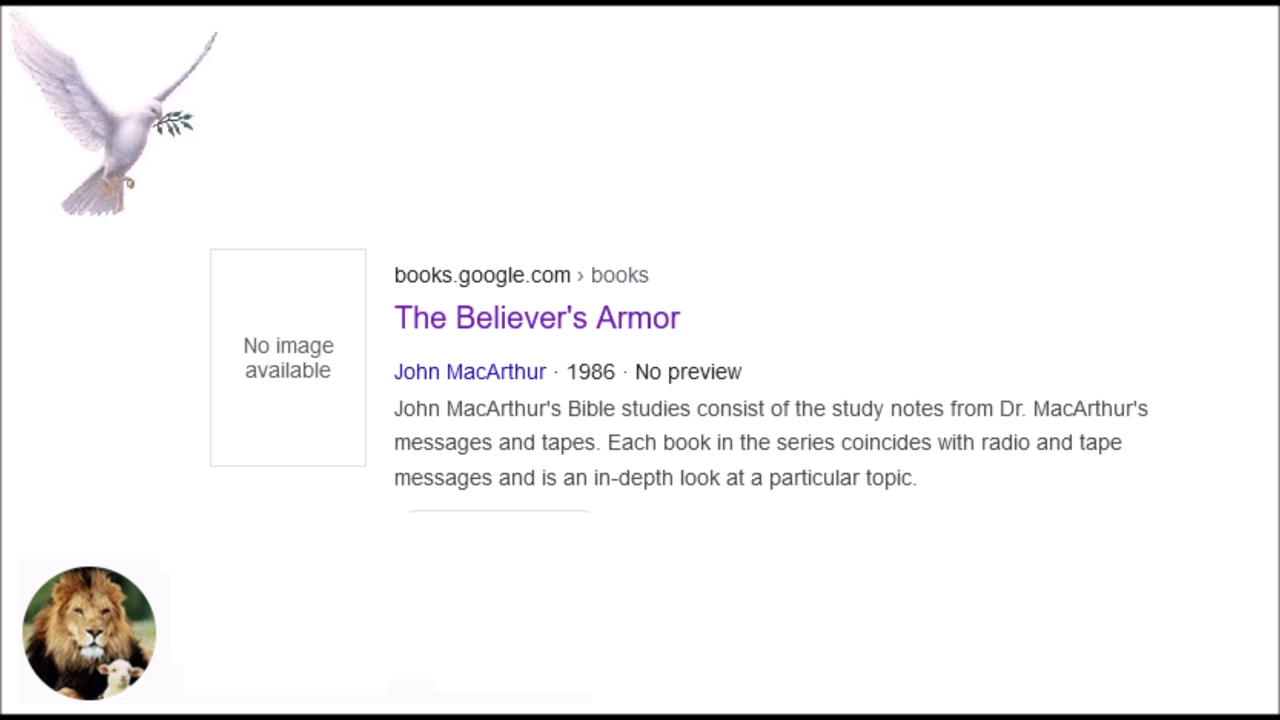 No image
available
books.google.com › books
The Believer's Armor
John MacArthur · 1986 · No preview
John MacArthur's Bible studies consist of the study notes from Dr. MacArthur's
messages and tapes. Each book in the series coincides with radio and tape
messages and is an in-depth look at a particular topic.